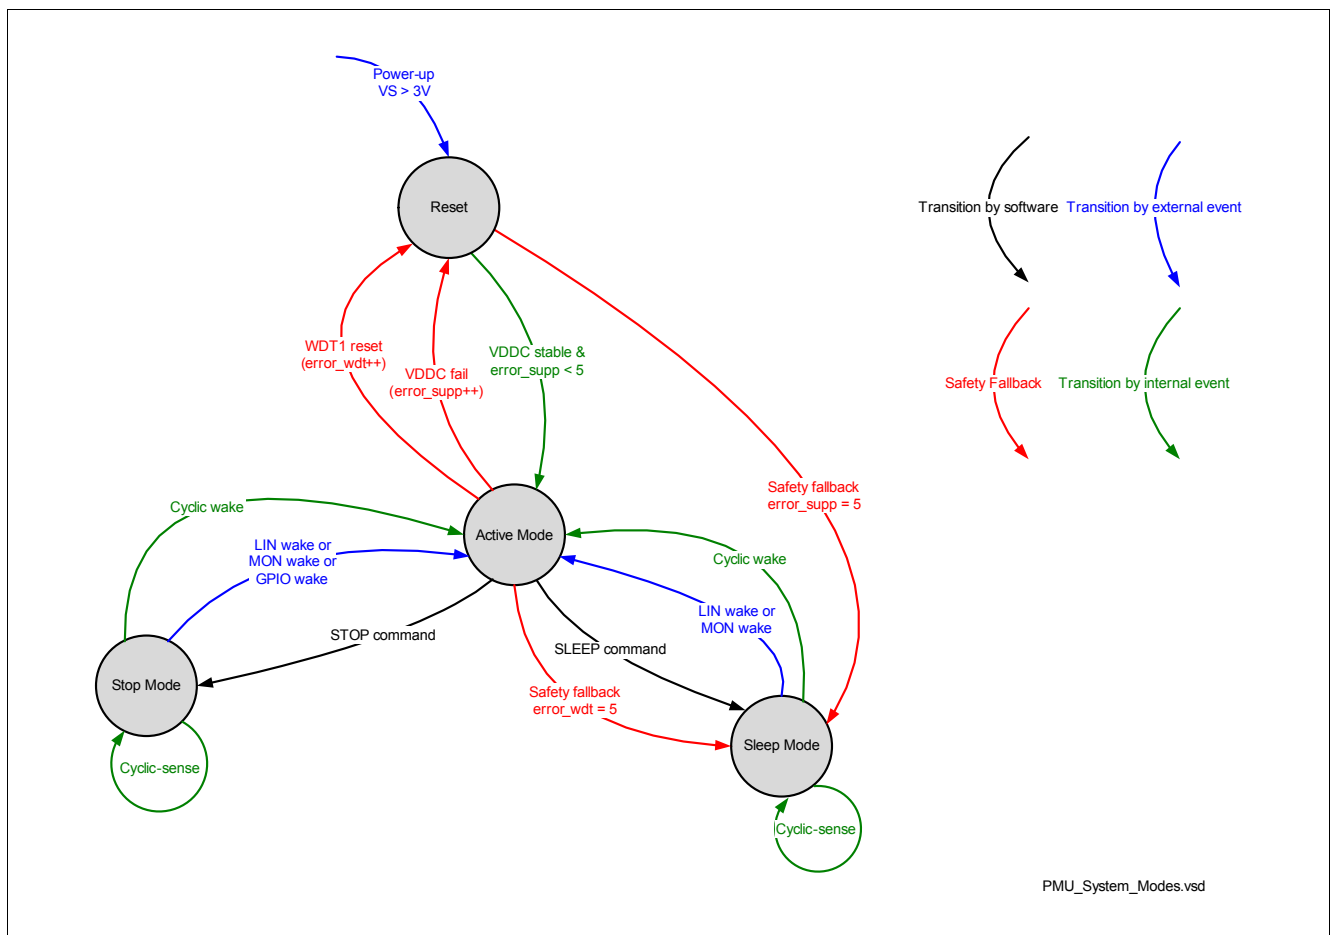 Power-up
VS > 3V
Reset
Transition by software
Transition by external event
WDT1 reset
(error_wdt++)
VDDC fail
(error_supp++)
VDDC stable &
error_supp < 5
Safety Fallback
Transition by internal event
Safety fallback
error_supp = 5
Cyclic wake
LIN wake or
MON wake or
GPIO wake
Active Mode
Cyclic wake
LIN wake or
MON wake
STOP command
SLEEP command
Stop Mode
Safety fallback
error_wdt = 5
Sleep Mode
Cyclic-sense
Cyclic-sense
PMU_System_Modes.vsd